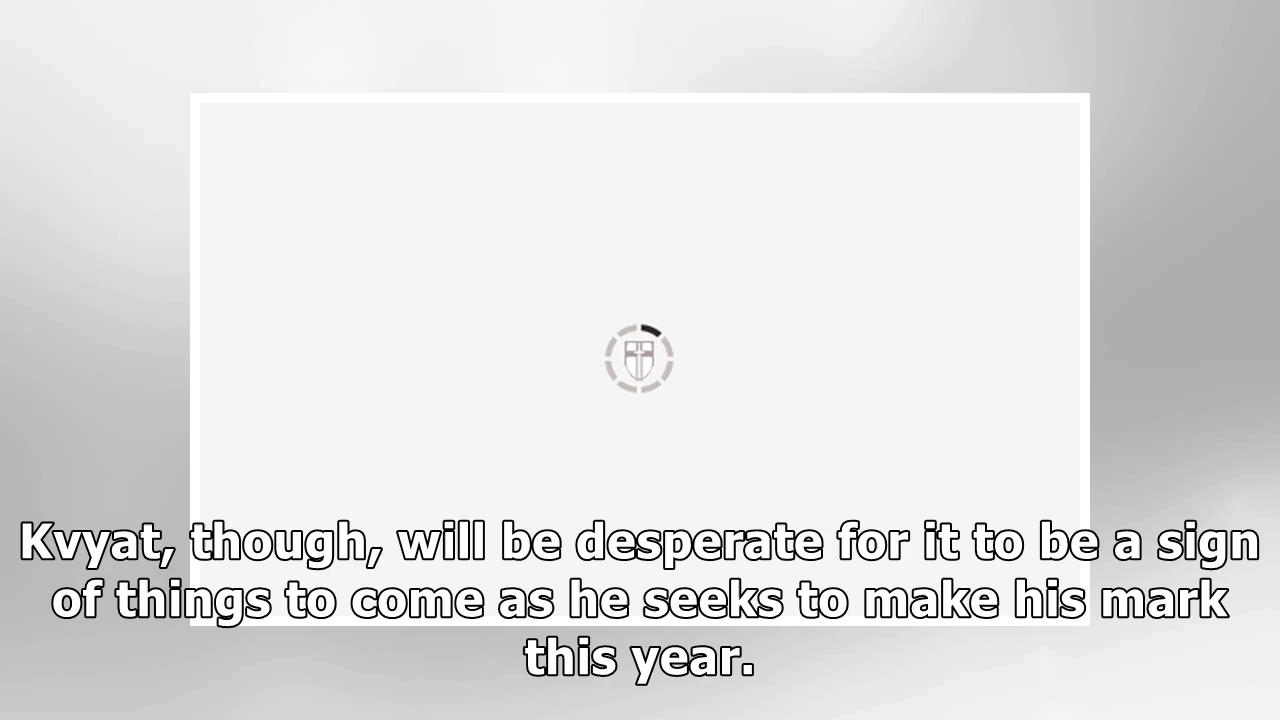 Kvyat, though, will be desperate for it to be a sign
of things to come as he seeks to make his mark
this year.